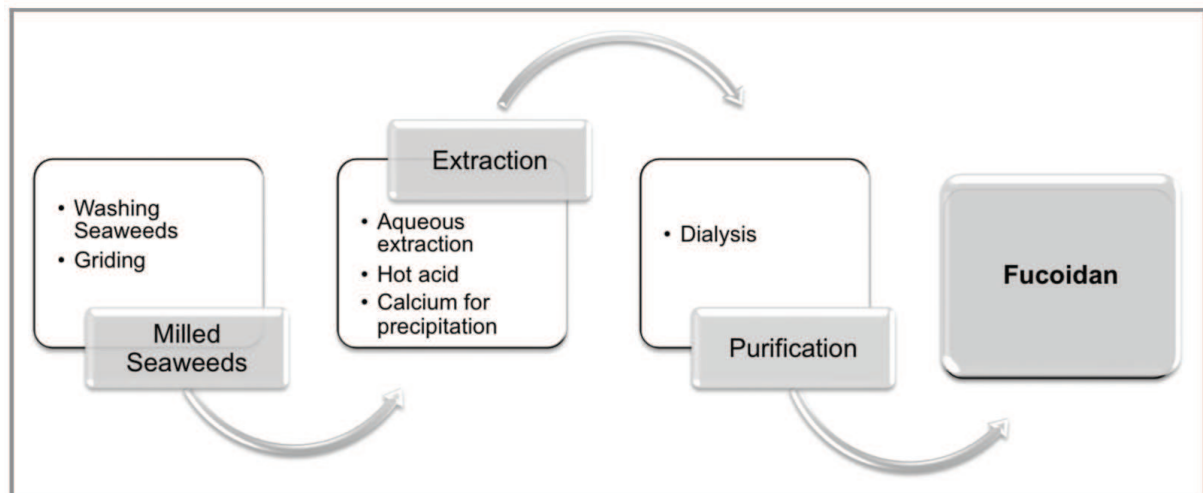 • Washing
Seaweeds
• Griding
Milled
Seaweeds
Extraction
• Aqueous
extraction
• Hot acid
• Calcium for
precipitation
• Dialysis
Purification
Fucoidan